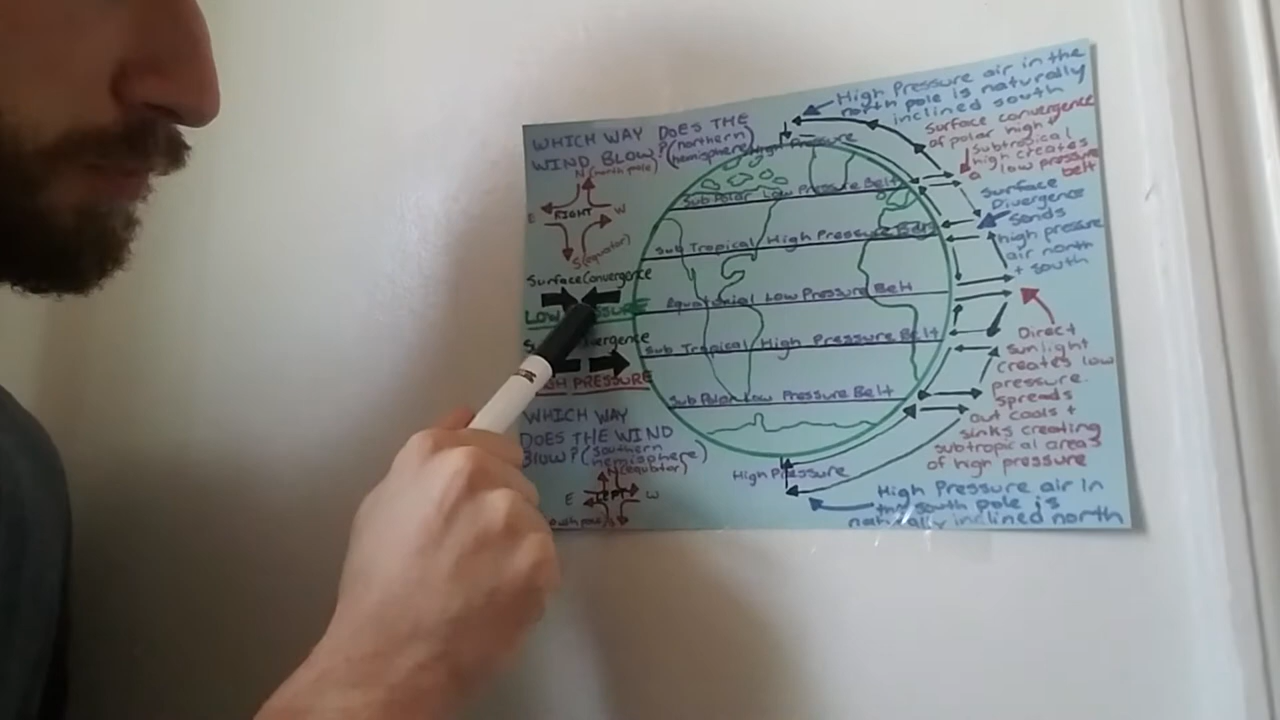 WHICH WAY DOES THE
WIND BLOW? (northern
hemisphere)
N (north pole)
E RIGHT W
S (equator)
Surface Convergence
LOW
vergence
HIGH PRESSURE
WHICH WAY
DOES THE WIND
BLOW? (southern
hemisphere)
N (equator)
E LEFT W
S
High Pressure
Sub Polar Low Pressure Belt
Sub Tropical High Pressure Belt
Equatorial Low Pressure Belt
Sub Tropical High Pressure Belt
Sub Polar Low Pressure Belt
High Pressure
High Pressure air in the
north pole is naturally
inclined south
Surface convergence
of polar high +
subtropical
high creates
a low pressure
belt
Surface
Divergence
Sends
high pressure
air north
+ south
Direct
sunlight
creates low
pressure.
spreads
out cools +
sinks creating
subtropical areas
of high pressure
High Pressure air in
the south pole is
naturally inclined north